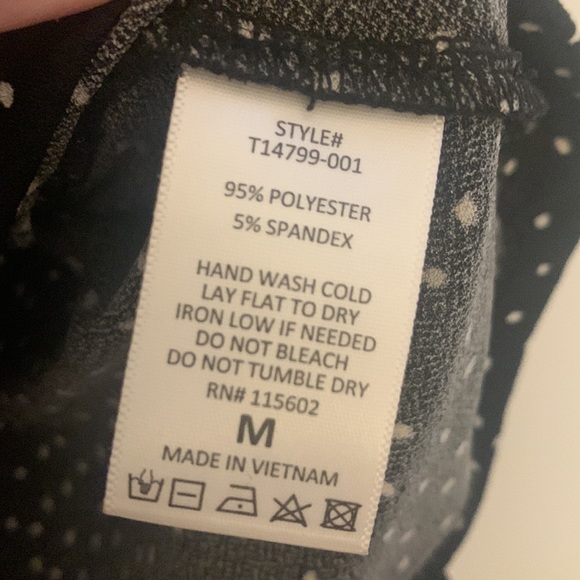 STYLE#
T14799-001
95% POLYESTER
5% SPANDEX
HAND WASH COLD
LAY FLAT TO DRY
IRON LOW IF NEEDED
DO NOT BLEACH
DO NOT TUMBLE DRY
RN# 115602
M
MADE IN VIETNAM